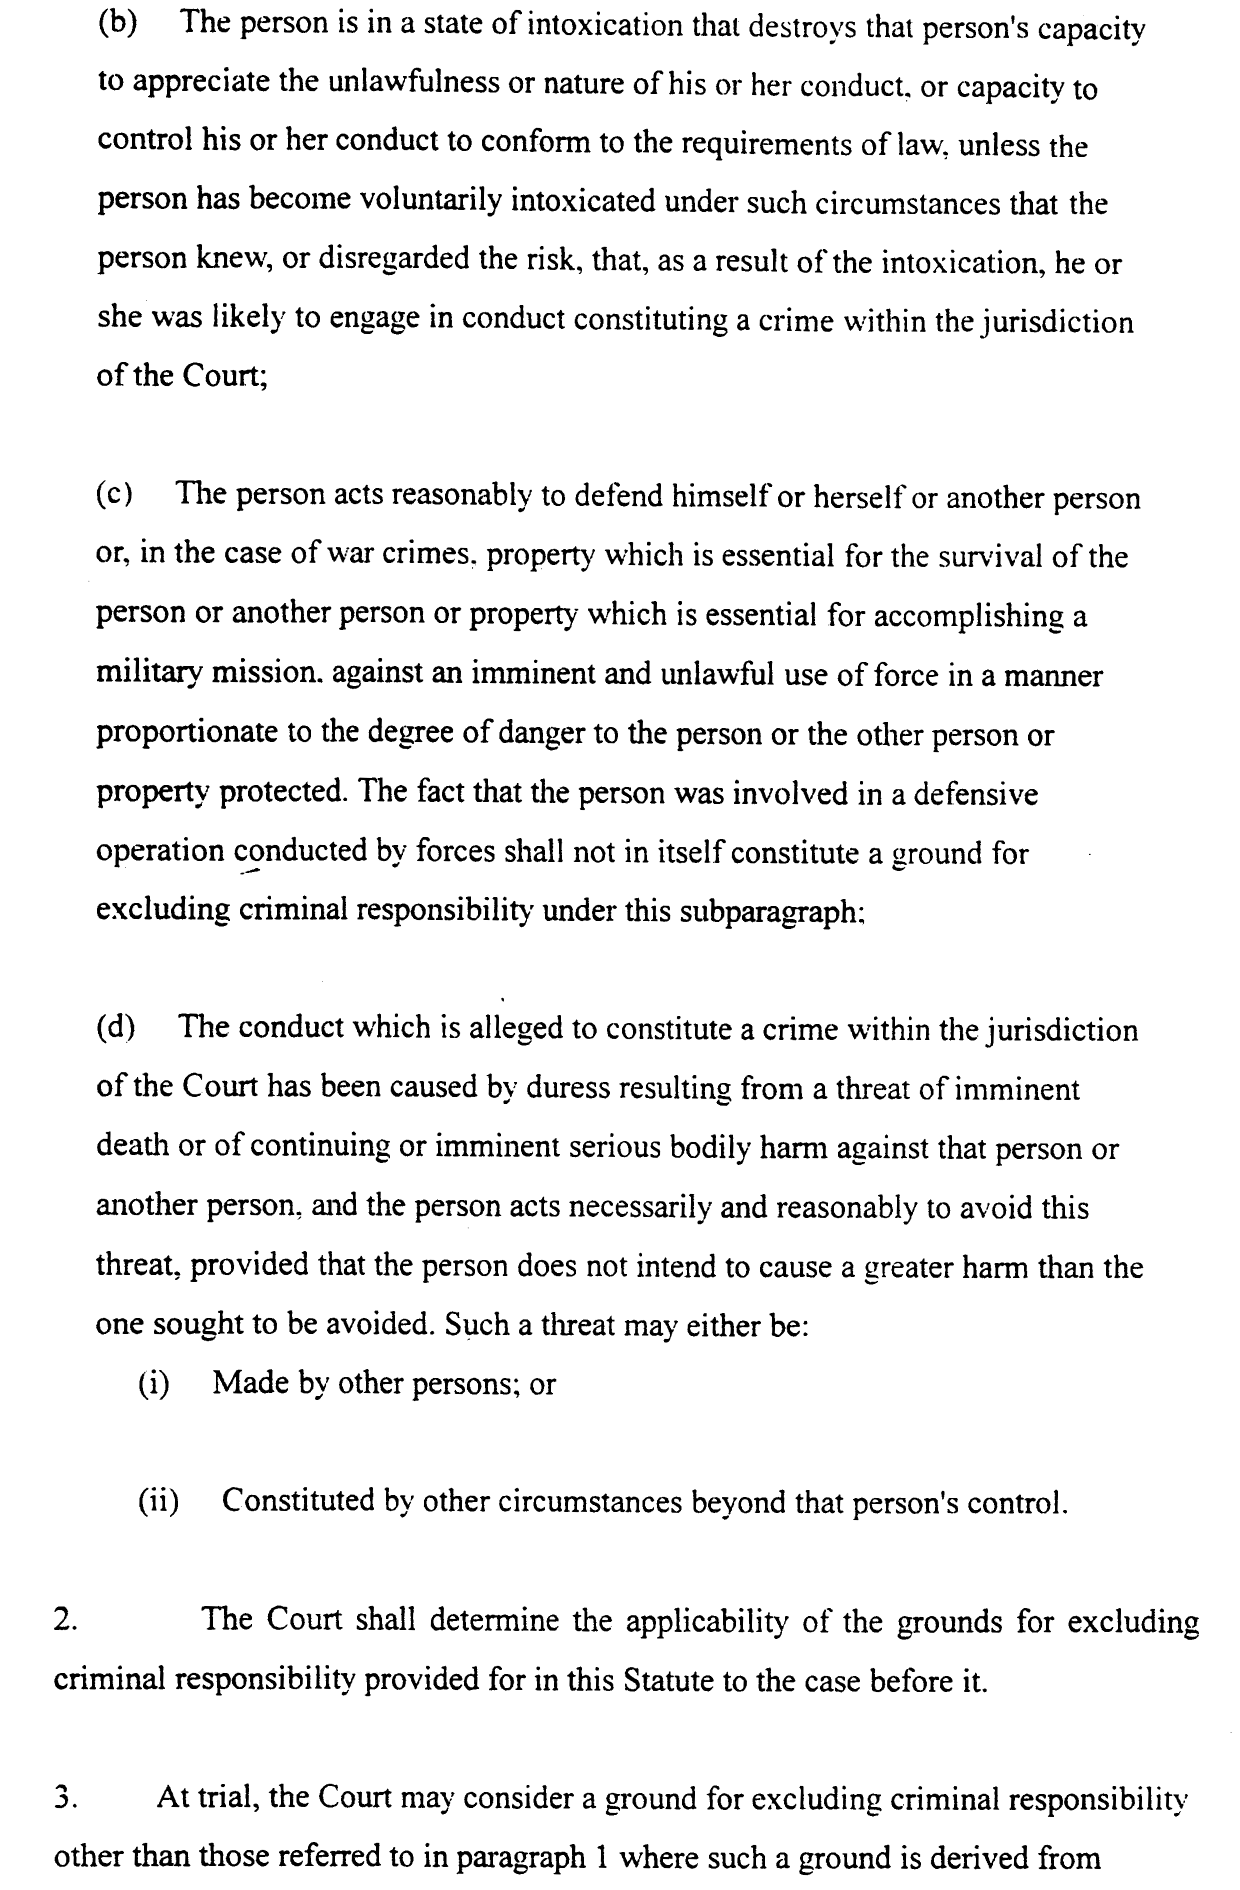 (b) The person is in a state of intoxication that destroys that person's capacity
to appreciate the unlawfulness or nature of his or her conduct, or capacity to
control his or her conduct to conform to the requirements of law, unless the
person has become voluntarily intoxicated under such circumstances that the
person knew, or disregarded the risk, that, as a result of the intoxication, he or
she was likely to engage in conduct constituting a crime within the jurisdiction
of the Court;
(c) The person acts reasonably to defend himself or herself or another person
or, in the case of war crimes, property which is essential for the survival of the
person or another person or property which is essential for accomplishing a
military mission, against an imminent and unlawful use of force in a manner
proportionate to the degree of danger to the person or the other person or
property protected. The fact that the person was involved in a defensive
operation conducted by forces shall not in itself constitute a ground for
excluding criminal responsibility under this subparagraph;
(d) The conduct which is alleged to constitute a crime within the jurisdiction
of the Court has been caused by duress resulting from a threat of imminent
death or of continuing or imminent serious bodily harm against that person or
another person, and the person acts necessarily and reasonably to avoid this
threat, provided that the person does not intend to cause a greater harm than the
one sought to be avoided. Such a threat may either be:
(i) Made by other persons; or
(ii) Constituted by other circumstances beyond that person's control.
2. The Court shall determine the applicability of the grounds for excluding
criminal responsibility provided for in this Statute to the case before it.
3. At trial, the Court may consider a ground for excluding criminal responsibility
other than those referred to in paragraph 1 where such a ground is derived from